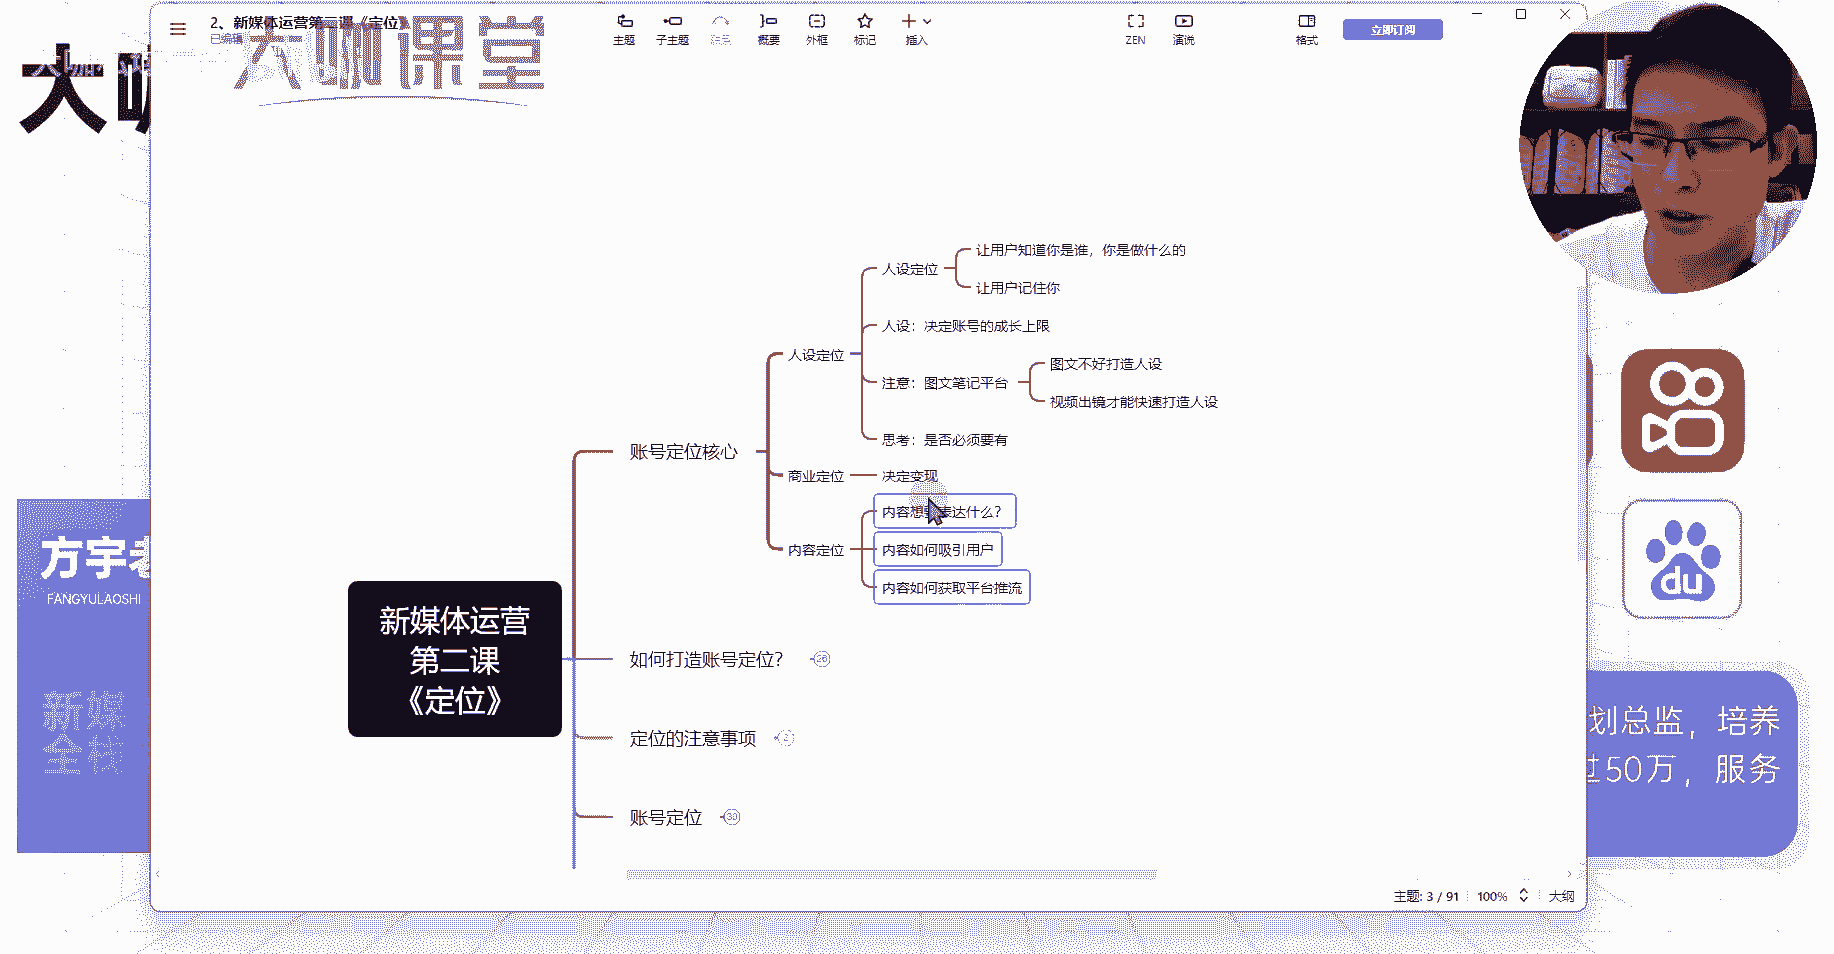 2、新媒体运营第二课《定位》
已编辑
大咖课堂
主题
子主题
概要
外框
标记
插入
ZEN
演说
格式
立即订阅
大咖
让用户知道你是谁，你是做什么的
人设定位
让用户记住你
人设：决定账号的成长上限
人设定位
图文不好打造人设
注意：图文笔记平台
视频出镜才能快速打造人设
思考：是否必须要有
账号定位核心
商业定位
决定变现
内容想要表达什么？
内容定位
内容如何吸引用户
内容如何获取平台推流
新媒体运营
第二课
《定位》
如何打造账号定位？
定位的注意事项
2
账号定位
30
方宇老
FANGYULAOSHI
新媒
全栈
du
划总监，培养
过50万，服务
主题: 3 / 91
100%
大纲